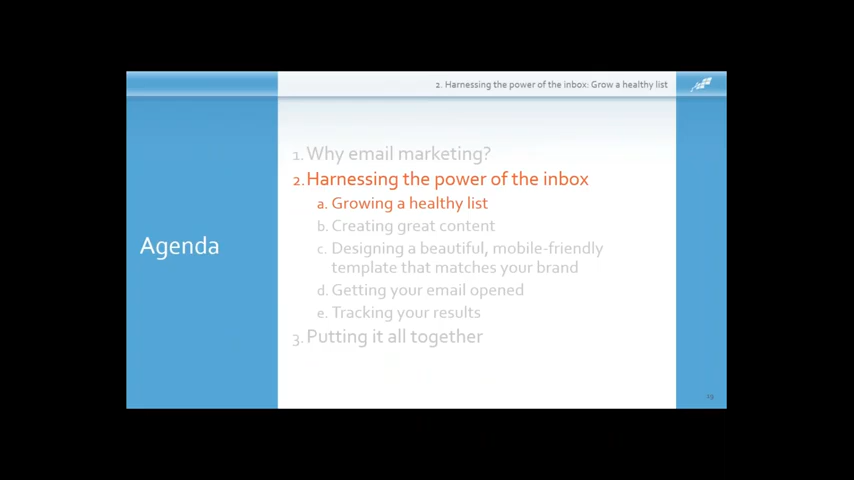 2. Harnessing the power of the inbox: Grow a healthy list
Agenda
1. Why email marketing?
2. Harnessing the power of the inbox
a. Growing a healthy list
b. Creating great content
c. Designing a beautiful, mobile-friendly
template that matches your brand
d. Getting your email opened
e. Tracking your results
3. Putting it all together
19